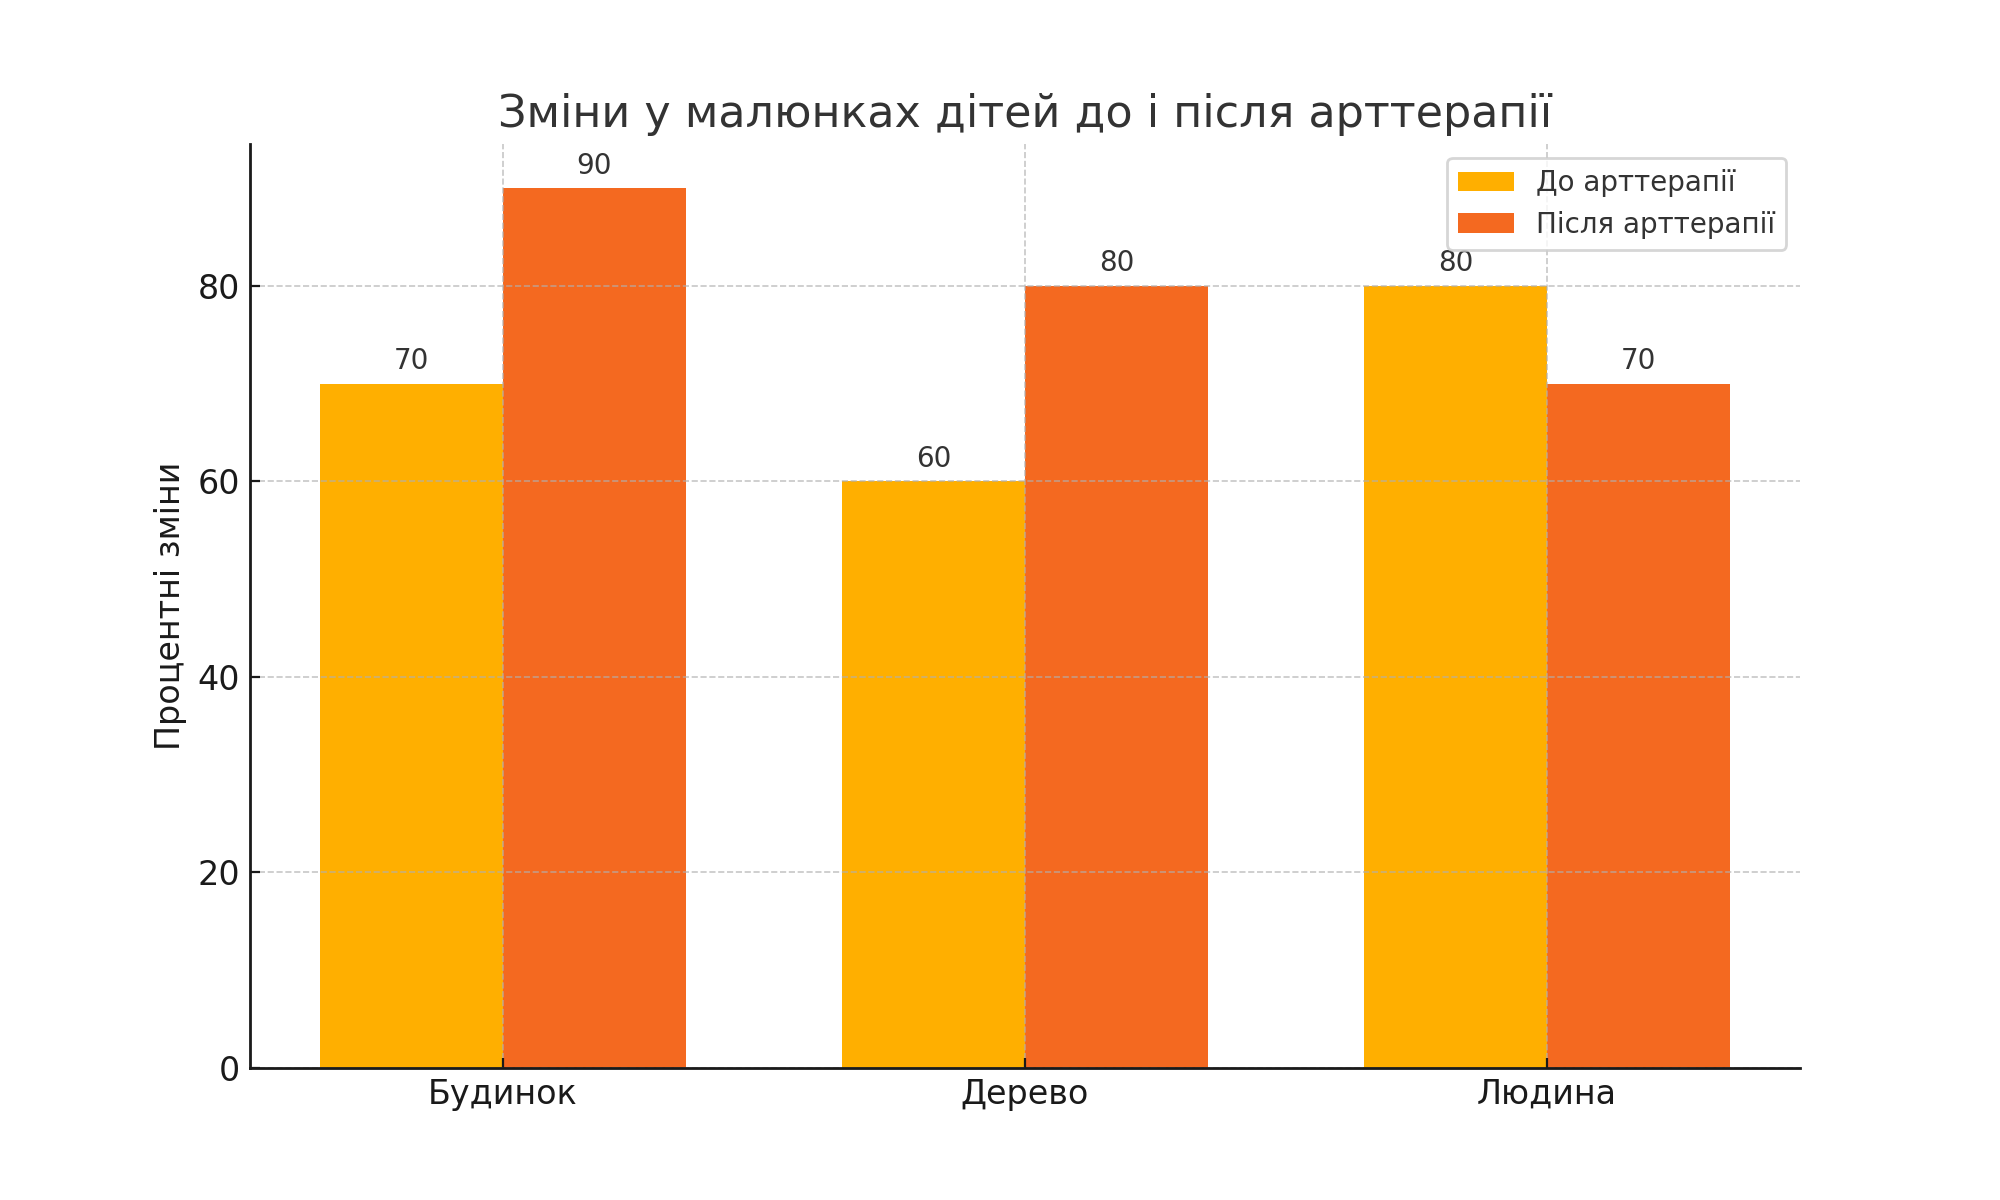 Зміни у малюнках дітей до і після арттерапії
До арттерапії
Після арттерапії
Процентні зміни
80
60
40
20
0
70
90
60
80
80
70
Будинок
Дерево
Людина